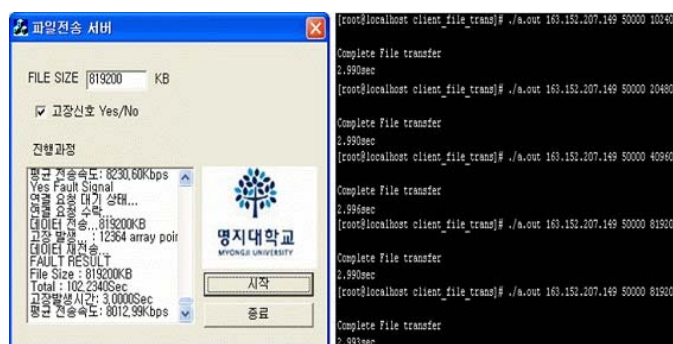 파일전송 서버
FILE SIZE 819200 KB
고장신호 Yes/No
진행과정
평균 전송속도: 8230,60Kbps
Yes Fault Signal
연결 요청 대기 상태...
연결 요청 수락...
데이터 전송...819200KB
고장 발생... : 12364 array poir
데이터 재전송...
FAULT RESULT
File Size : 819200KB
Total : 102,2340Sec
고장발생시간: 3,0000Sec
평균 전송속도: 8012,99Kbps
명지대학교
MYONGJI UNIVERSITY
시작
종료
[root@localhost client_file_trans]# ./a.out 163.152.207.149 50000 10240
Complete File transfer
2.990sec
[root@localhost client_file_trans]# ./a.out 163.152.207.149 50000 20480
Complete File transfer
2.990sec
[root@localhost client_file_trans]# ./a.out 163.152.207.149 50000 40960
Complete File transfer
2.996sec
[root@localhost client_file_trans]# ./a.out 163.152.207.149 50000 81920
Complete File transfer
2.990sec
[root@localhost client_file_trans]# ./a.out 163.152.207.149 50000 81920
Complete File transfer
2.993sec